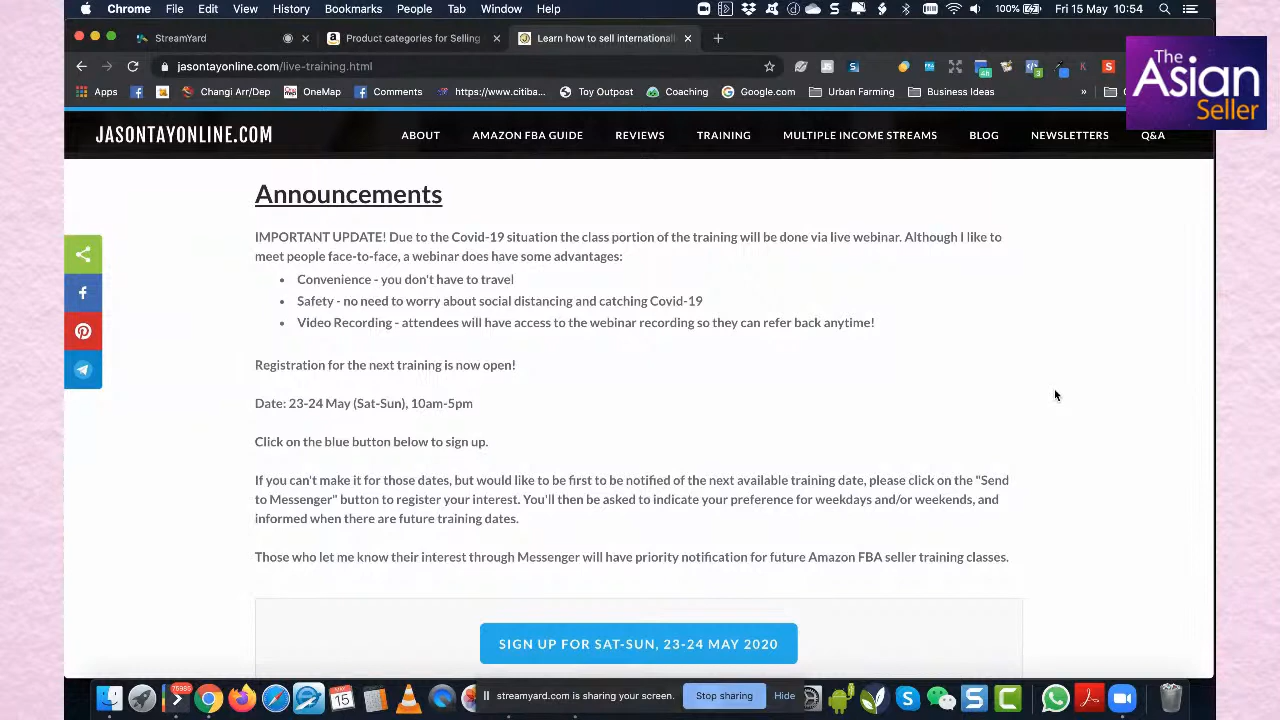 Chrome File Edit View History Bookmarks People Tab Window Help 100% Fri 15 May 10:54
StreamYard Product categories for Selling Learn how to sell international
jasontayonline.com/live-training.html
Apps Changi Arr/Dep OneMap Comments https://www.citiba... Toy Outpost Coaching Google.com Urban Farming Business Ideas »
The
Asian
Seller
JASONTAYONLINE.COM ABOUT AMAZON FBA GUIDE REVIEWS TRAINING MULTIPLE INCOME STREAMS BLOG NEWSLETTERS Q&A
Announcements
IMPORTANT UPDATE! Due to the Covid-19 situation the class portion of the training will be done via live webinar. Although I like to
meet people face-to-face, a webinar does have some advantages:
• Convenience - you don't have to travel
• Safety - no need to worry about social distancing and catching Covid-19
• Video Recording - attendees will have access to the webinar recording so they can refer back anytime!
Registration for the next training is now open!
Date: 23-24 May (Sat-Sun), 10am-5pm
Click on the blue button below to sign up.
If you can't make it for those dates, but would like to be first to be notified of the next available training date, please click on the "Send
to Messenger" button to register your interest. You'll then be asked to indicate your preference for weekdays and/or weekends, and
informed when there are future training dates.
Those who let me know their interest through Messenger will have priority notification for future Amazon FBA seller training classes.
SIGN UP FOR SAT-SUN, 23-24 MAY 2020
streamyard.com is sharing your screen. Stop sharing Hide